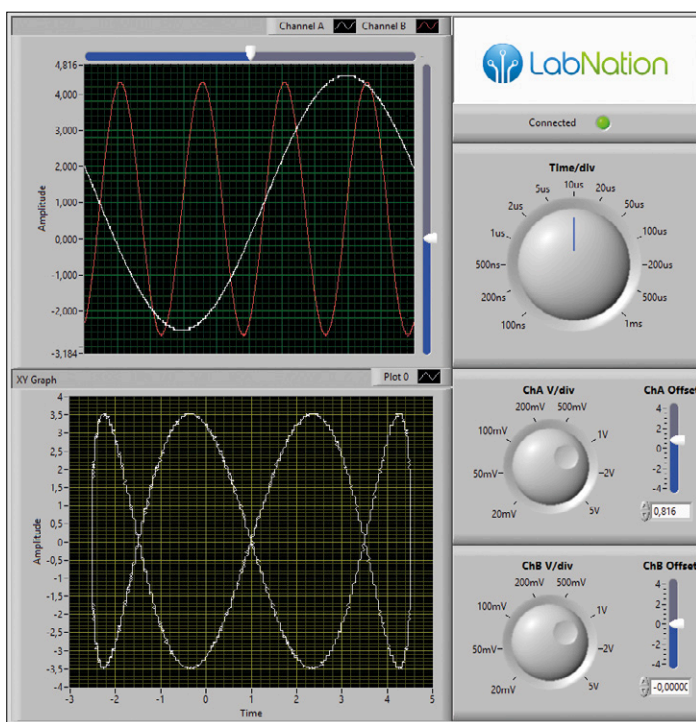 Channel A Channel B
4,816
4,000
3,000
2,000
1,000
0,000
-1,000
-2,000
-3,184
Amplitude
LabNation
Connected
Time/div
100ns
200ns
500ns
1us
2us
5us
10us
20us
50us
100us
200us
500us
1ms
XY Graph
Plot 0
4
3,5
3
2,5
2
1,5
1
0,5
0
-0,5
-1
-1,5
-2
-2,5
-3
-3,5
-4
Amplitude
-3 -2 -1 0 1 2 3 4 5
Time
ChA V/div
20mV
50mV
100mV
200mV
500mV
1V
2V
5V
ChA Offset
4
2
0
-2
-4
0,816
ChB V/div
20mV
50mV
100mV
200mV
500mV
1V
2V
5V
ChB Offset
4
2
0
-2
-4
-0,0000